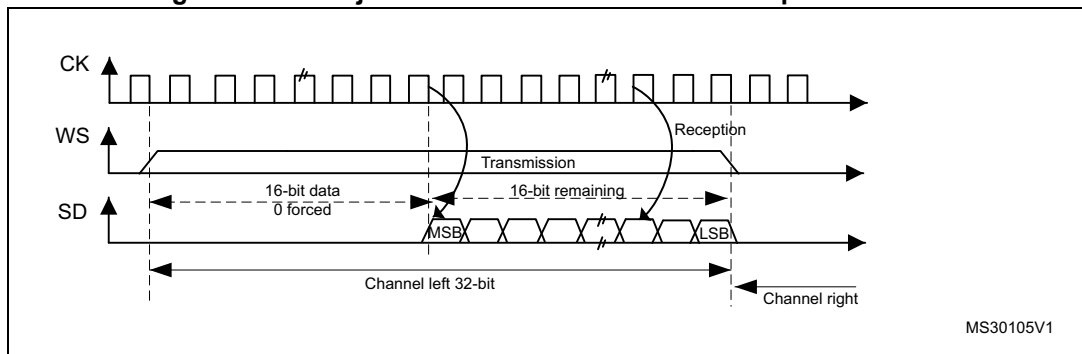 CK
Reception
WS
Transmission
16-bit data
16-bit remaining
0 forced
SD
MSB
LSB
Channel left 32-bit
Channel right
MS30105V1